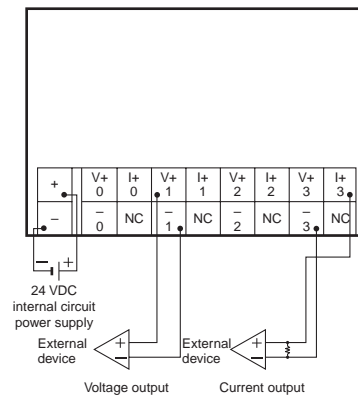 + V+ I+ V+ I+ V+ I+ V+ I+
0 0 1 1 2 2 3 3
− − NC − NC − NC − NC
0 1 2 3
− +
24 VDC
internal circuit
power supply
External
device
+
−
External
device
+
−
Voltage output
Current output